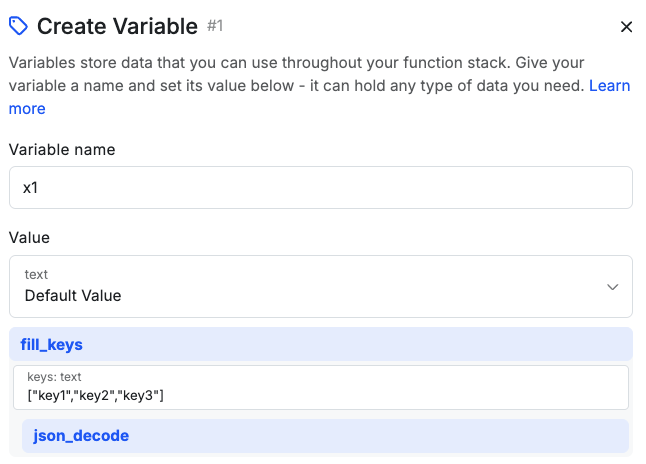 Create Variable #1
Variables store data that you can use throughout your function stack. Give your
variable a name and set its value below - it can hold any type of data you need. Learn
more
Variable name
x1
Value
text
Default Value
fill_keys
keys: text
["key1","key2","key3"]
json_decode